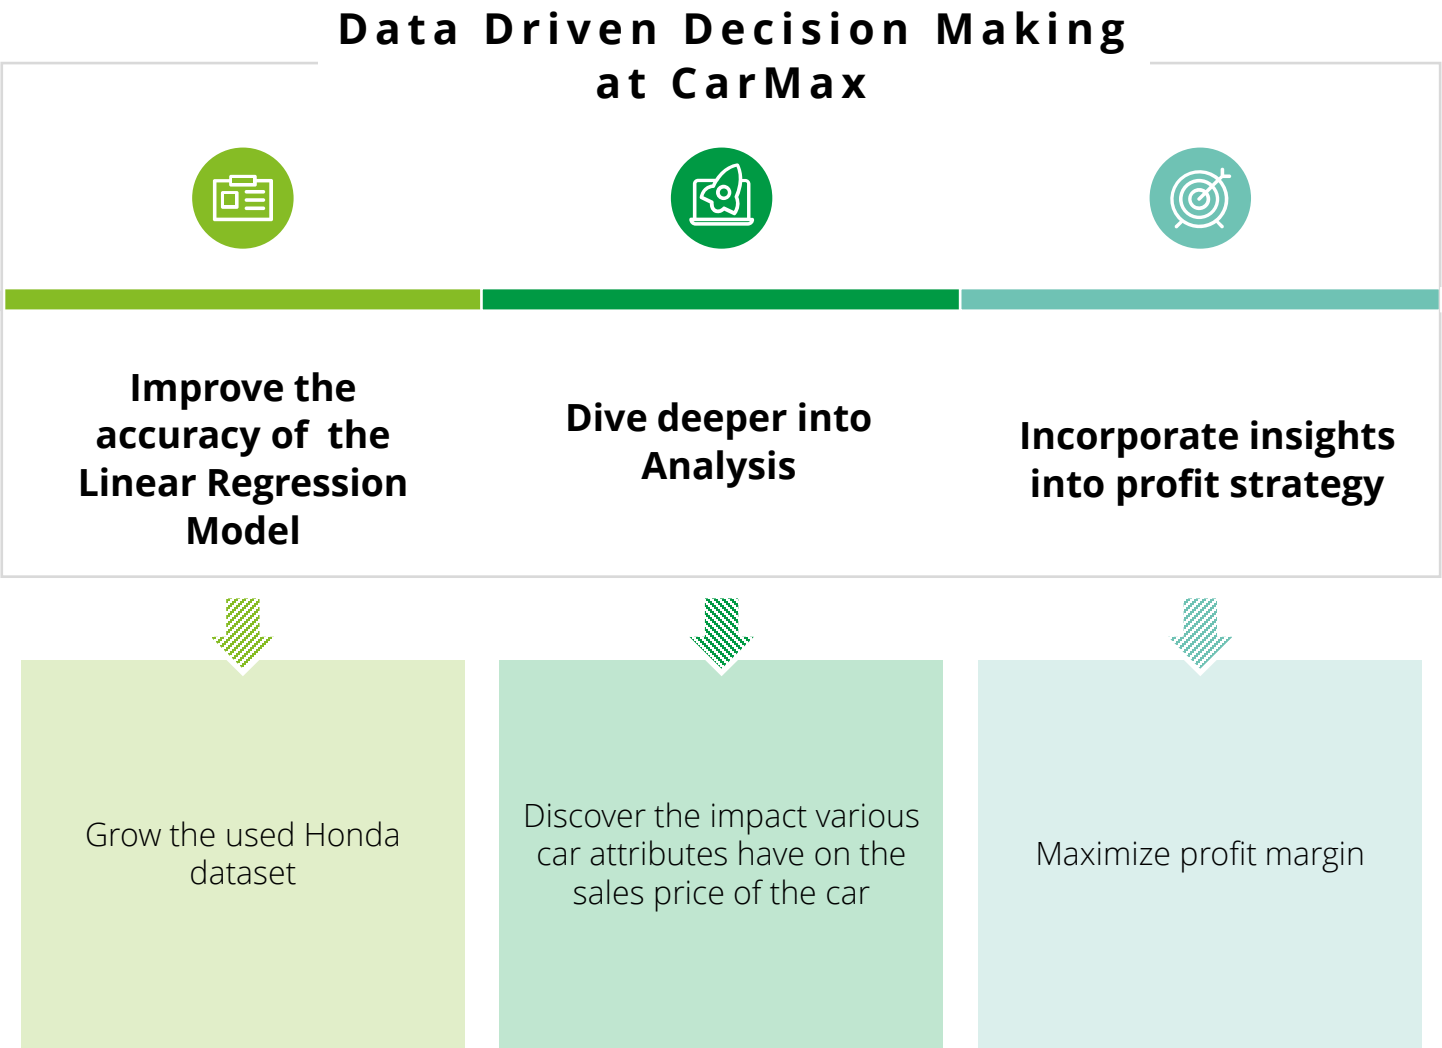 Data Driven Decision Making
at CarMax
Improve the
accuracy of the
Linear Regression
Model
Dive deeper into
Analysis
Incorporate insights
into profit strategy
Grow the used Honda
dataset
Discover the impact various
car attributes have on the
sales price of the car
Maximize profit margin